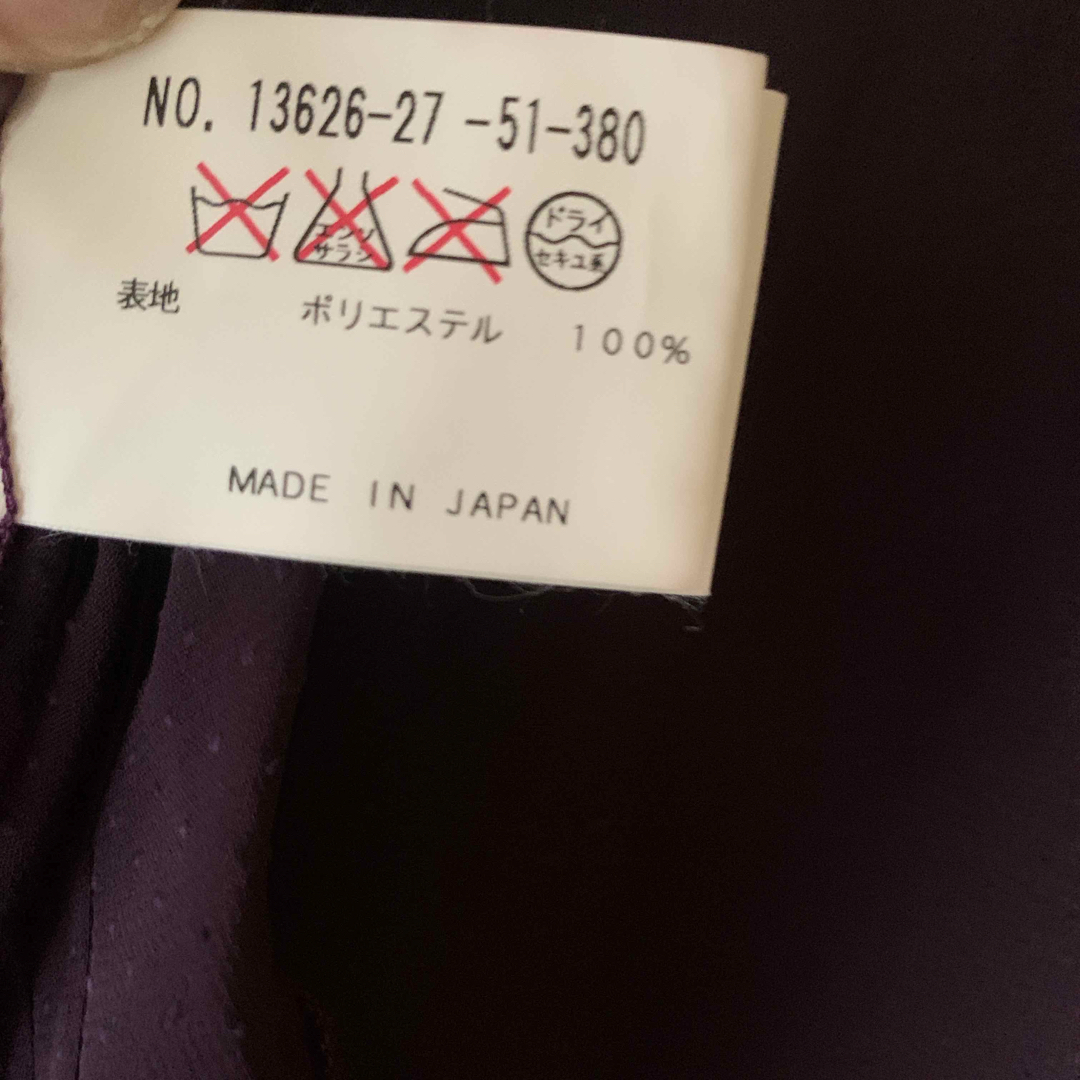 NO. 13626-27 -51-380
エンソ
サラシ
ドライ
セキユ系
表地 ポリエステル 100%
MADE IN JAPAN